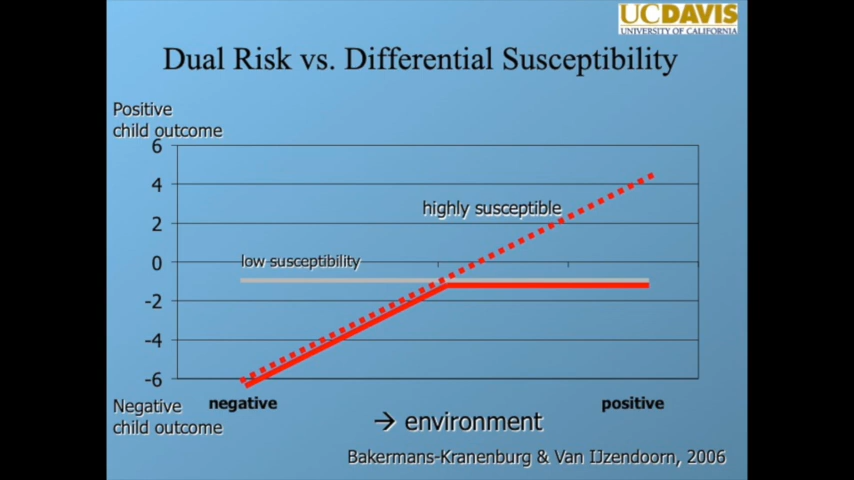 UCDAVIS
UNIVERSITY OF CALIFORNIA
Dual Risk vs. Differential Susceptibility
Positive
child outcome
6
4
highly susceptible
2
low susceptibility
0
-2
-4
-6
Negative
child outcome
negative
positive
→ environment
Bakermans-Kranenburg & Van IJzendoorn, 2006